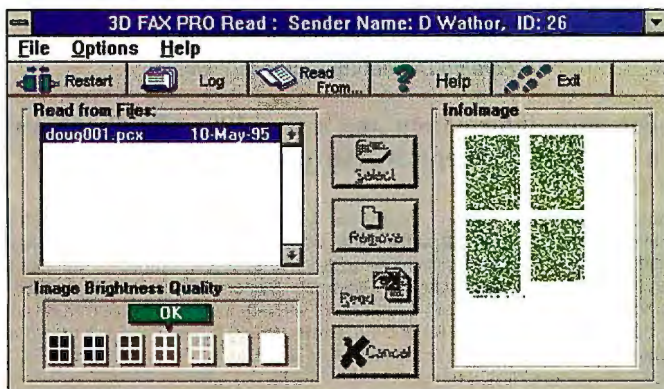 3D FAX PRO Read : Sender Name: D Wathor, ID: 26
File Options Help
Restart Log Read From... Help Exit
Read from Files:
doug001.pcx 10-May-95
Select
Remove
Read
Cancel
Image Brightness Quality
OK
InfoImage